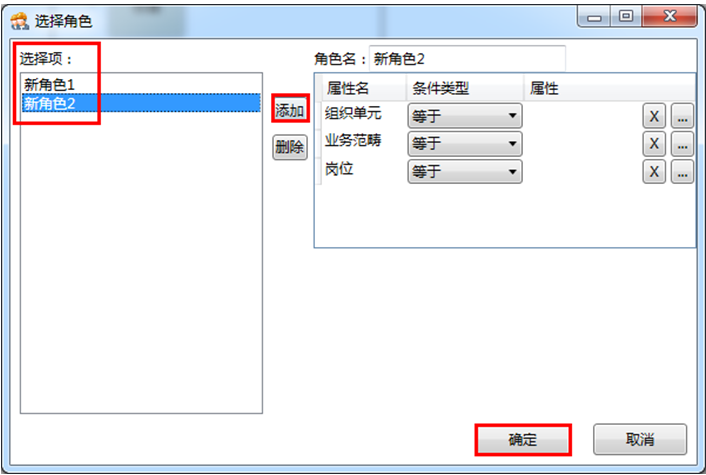 选择角色
选择项：
新角色1
新角色2
添加
删除
角色名：新角色2
属性名 条件类型 属性
组织单元 等于 X ...
业务范畴 等于 X ...
岗位 等于 X ...
确定 取消